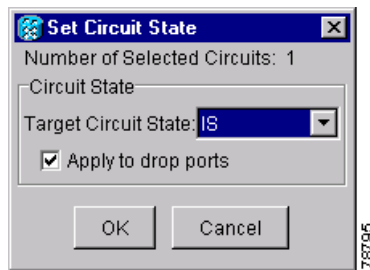 Set Circuit State
Number of Selected Circuits: 1
Circuit State
Target Circuit State: IS
Apply to drop ports
OK Cancel
78795